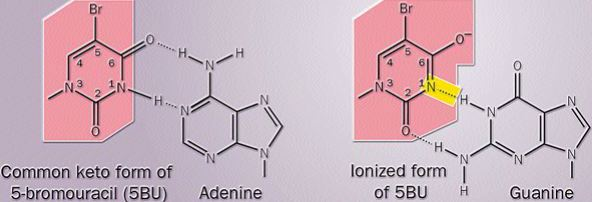 Br
O
H
H
5
4
6
N
N
3
1
N
2
H
N
N
O
N
N
Common keto form of
5-bromouracil (5BU)
Adenine
Br
O⁻
5
4
6
O
N
3
1
N
2
H
N
N
O
H
N
N
N
H
Ionized form
of 5BU
Guanine